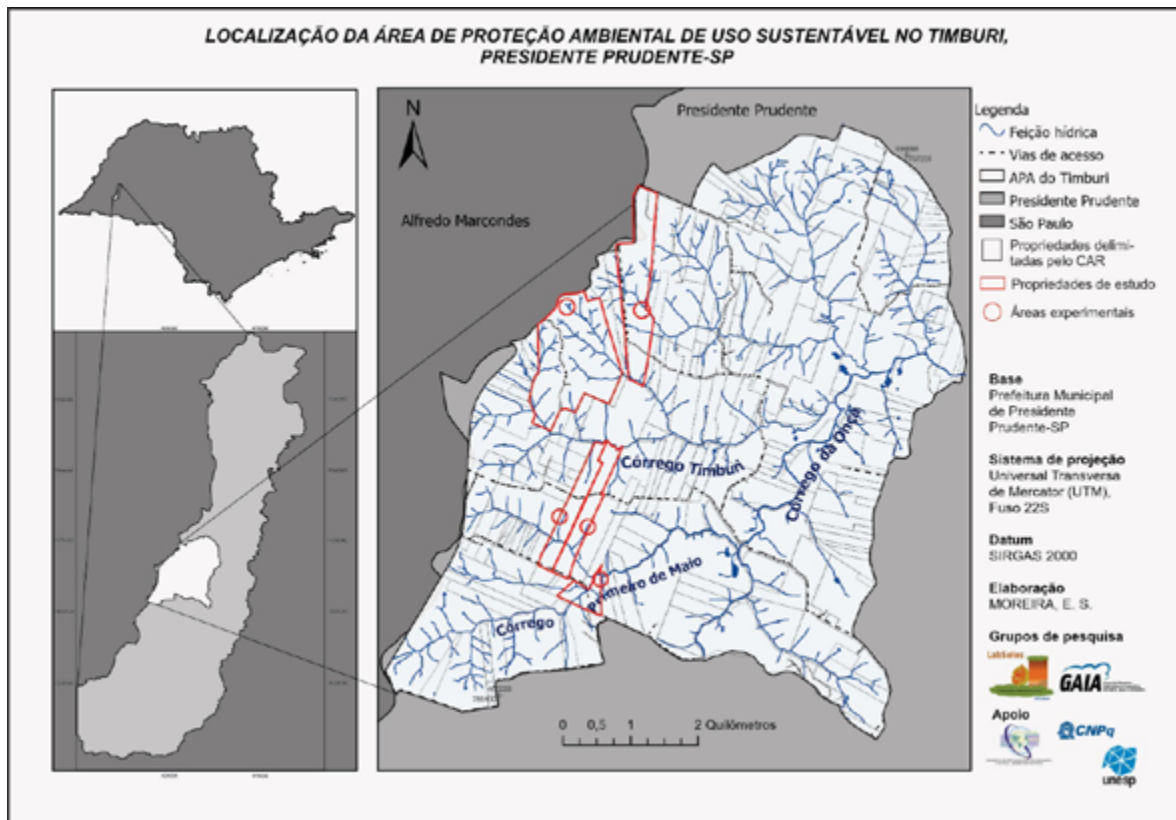 LOCALIZAÇÃO DA ÁREA DE PROTEÇÃO AMBIENTAL DE USO SUSTENTÁVEL NO TIMBURI,
PRESIDENTE PRUDENTE-SP
N
Presidente Prudente
Alfredo Marcondes
Córrego Timburi
Córrego da Onça
Córrego
Primeiro de Maio
0 0,5 1 2 Quilômetros
Legenda
Feição hídrica
Vias de acesso
APA do Timburi
Presidente Prudente
São Paulo
Propriedades delimi-
tadas pelo CAR
Propriedades de estudo
Áreas experimentais
Base
Prefeitura Municipal
de Presidente
Prudente-SP
Sistema de projeção
Universal Transversa
de Mercator (UTM),
Fuso 22S
Datum
SIRGAS 2000
Elaboração
MOREIRA, E. S.
Grupos de pesquisa
GAIA
Apoio
CNPq
unesp